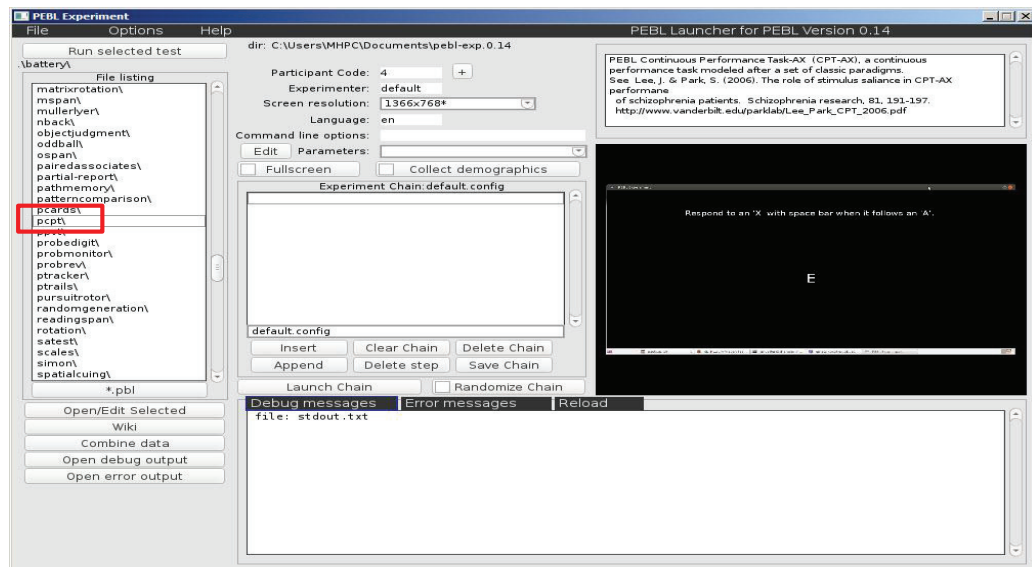 PEBL Experiment
File Options Help PEBL Launcher for PEBL Version 0.14
Run selected test
.\battery\
File listing
matrixrotation\
mspan\
mullerlyer\
nback\
objectjudgment\
oddball\
ospan\
pairedassociates\
partial-report\
pathmemory\
patterncomparison\
pcards\
pcpt\
ppvt\
probedigit\
probmonitor\
probrev\
ptracker\
ptrails\
pursuitrotor\
randomgeneration\
readingspan\
rotation\
satest\
scales\
simon\
spatialcuing\
*.pbl
Open/Edit Selected
Wiki
Combine data
Open debug output
Open error output
dir: C:\Users\MHPC\Documents\pebl-exp.0.14
Participant Code: 4 +
Experimenter: default
Screen resolution: 1366x768*
Language: en
Command line options:
Edit Parameters:
Fullscreen Collect demographics
Experiment Chain:default.config
default.config
Insert Clear Chain Delete Chain
Append Delete step Save Chain
Launch Chain Randomize Chain
PEBL Continuous Performance Task-AX (CPT-AX), a continuous
performance task modeled after a set of classic paradigms.
See Lee, J. & Park, S. (2006). The role of stimulus saliance in CPT-AX
performane
of schizophrenia patients. Schizophrenia research, 81, 191-197.
http://www.vanderbilt.edu/parklab/Lee_Park_CPT_2006.pdf
Respond to an 'X' with space bar when it follows an 'A'.
E
Debug messages Error messages Reload
file: stdout.txt